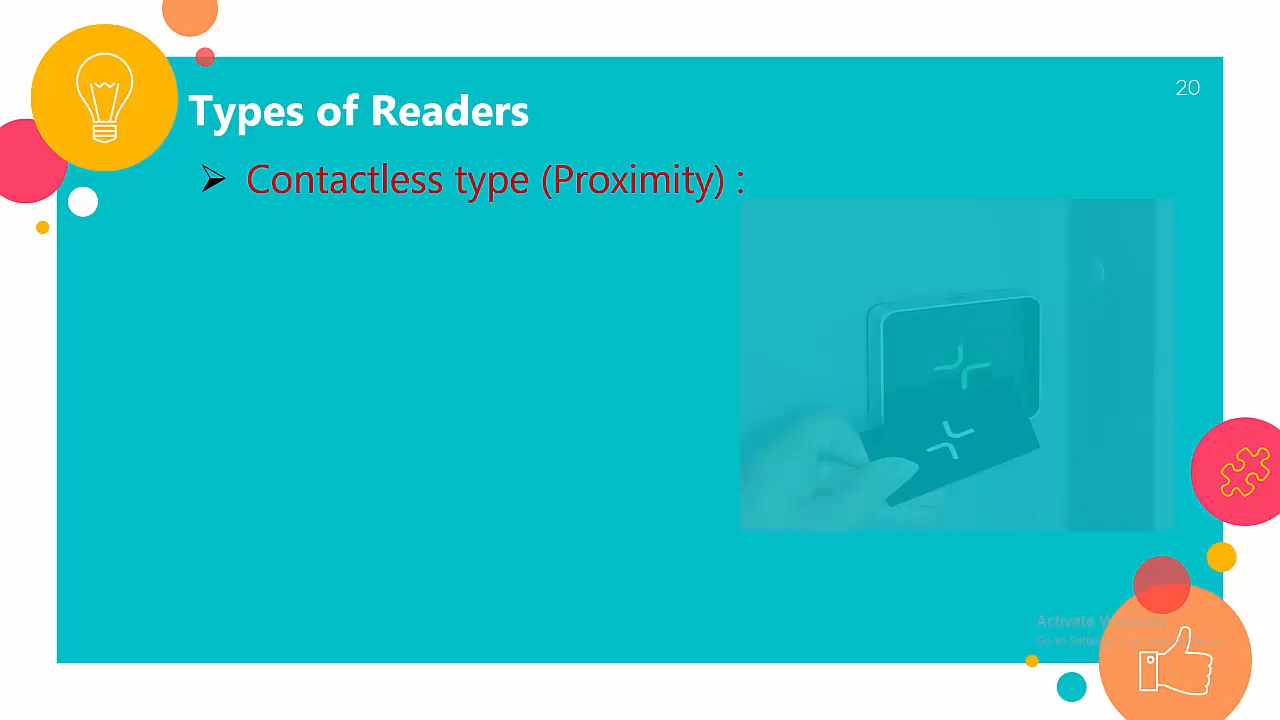 20
Types of Readers
➢ Contactless type (Proximity) :
Activate Windows